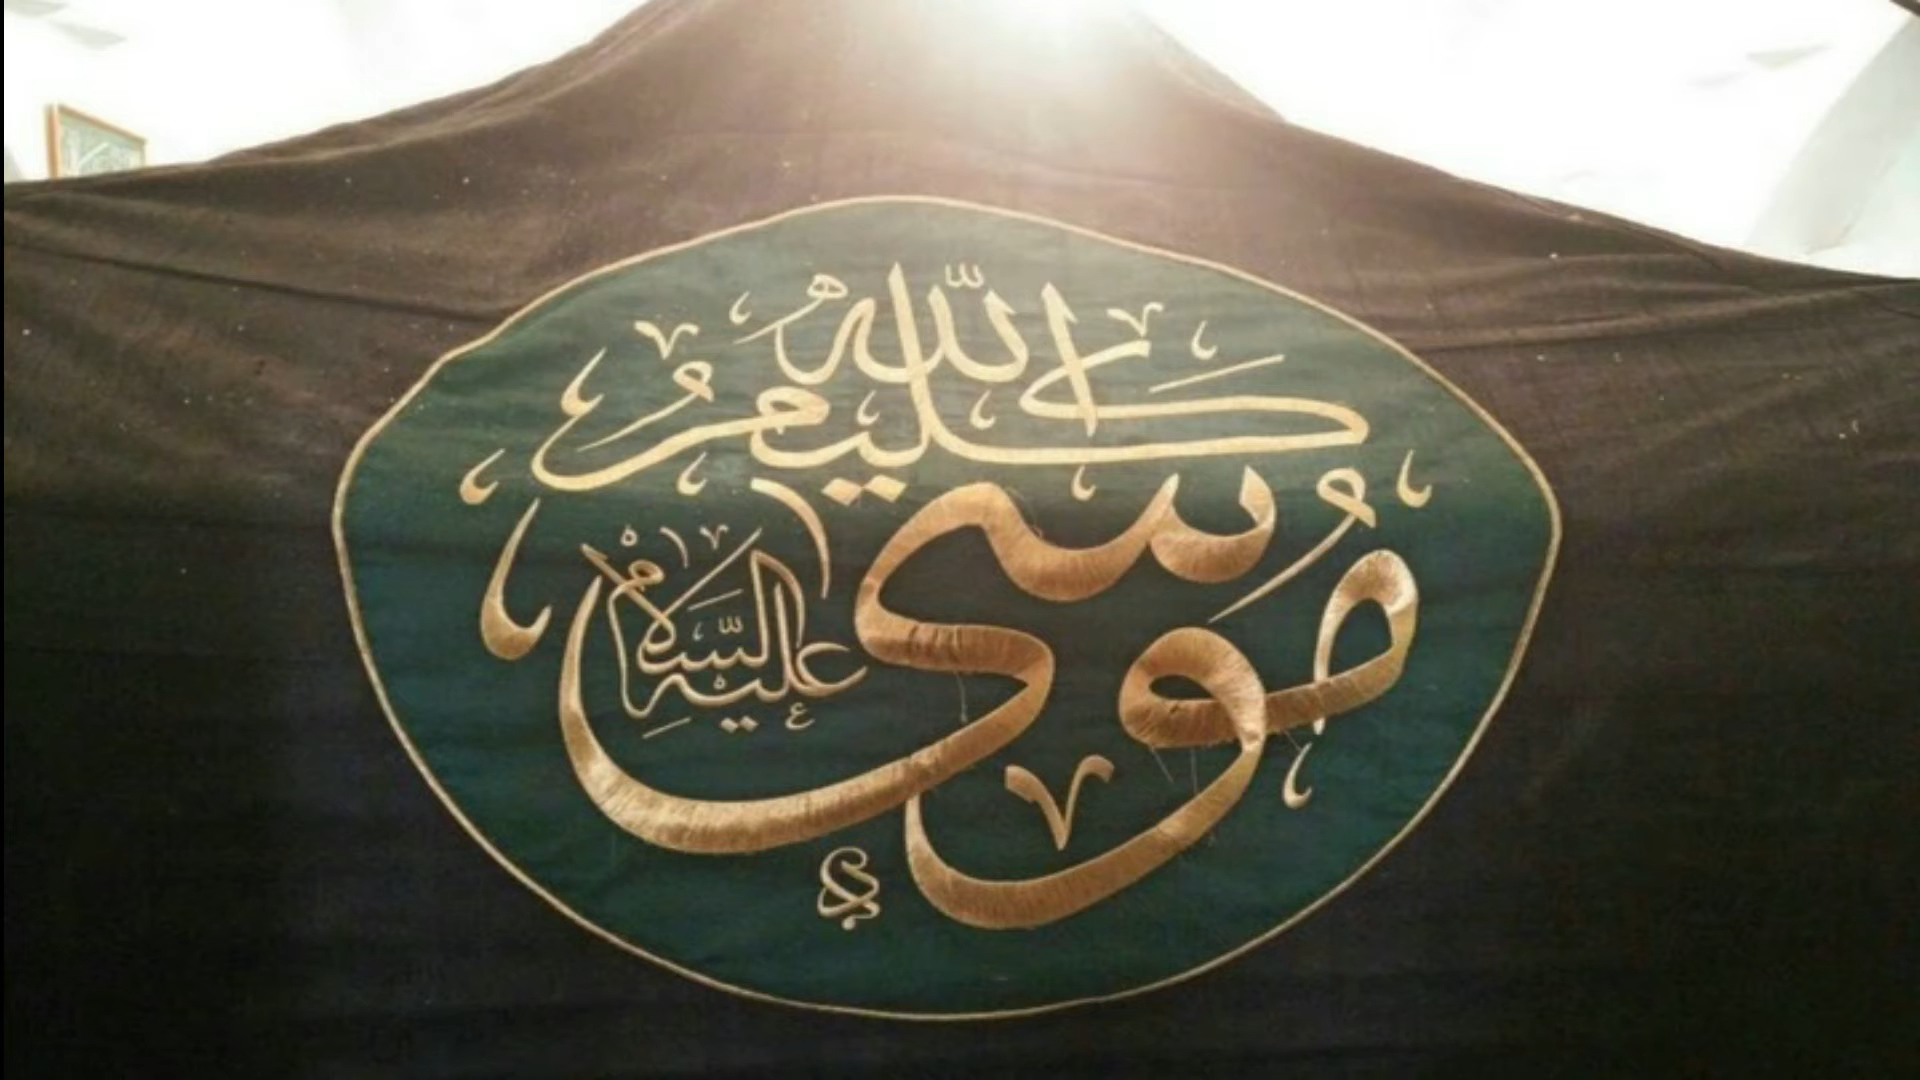 كليم الله
موسى
عليه السلام